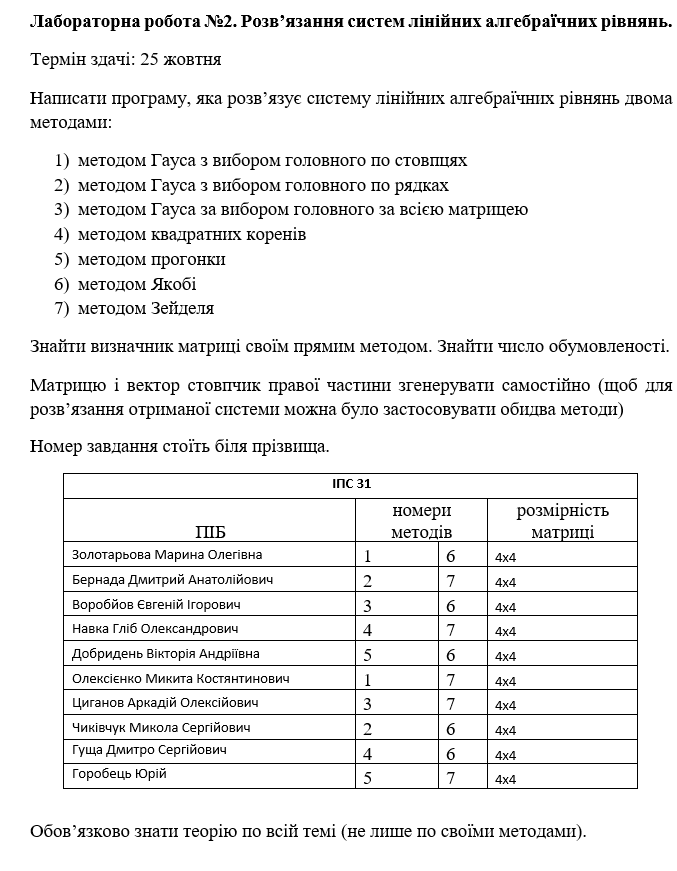 Лабораторна робота №2. Розв’язання систем лінійних алгебраїчних рівнянь.
Термін здачі: 25 жовтня
Написати програму, яка розв’язує систему лінійних алгебраїчних рівнянь двома
методами:
1) методом Гауса з вибором головного по стовпцях
2) методом Гауса з вибором головного по рядках
3) методом Гауса за вибором головного за всією матрицею
4) методом квадратних коренів
5) методом прогонки
6) методом Якобі
7) методом Зейделя
Знайти визначник матриці своїм прямим методом. Знайти число обумовленості.
Матрицю і вектор стовпчик правої частини згенерувати самостійно (щоб для
розв’язання отриманої системи можна було застосовувати обидва методи)
Номер завдання стоїть біля прізвища.
ІПС 31
ПІБ номери методів розмірність матриці
Золотарьова Марина Олегівна 1 6 4x4
Бернада Дмитрий Анатолійович 2 7 4x4
Воробйов Євгеній Ігорович 3 6 4x4
Навка Гліб Олександрович 4 7 4x4
Добридень Вікторія Андріївна 5 6 4x4
Олексієнко Микита Костянтинович 1 7 4x4
Циганов Аркадій Олексійович 3 7 4x4
Чиківчук Микола Сергійович 2 6 4x4
Гуща Дмитро Сергійович 4 6 4x4
Горобець Юрій 5 7 4x4
Обов’язково знати теорію по всій темі (не лише по своїми методами).